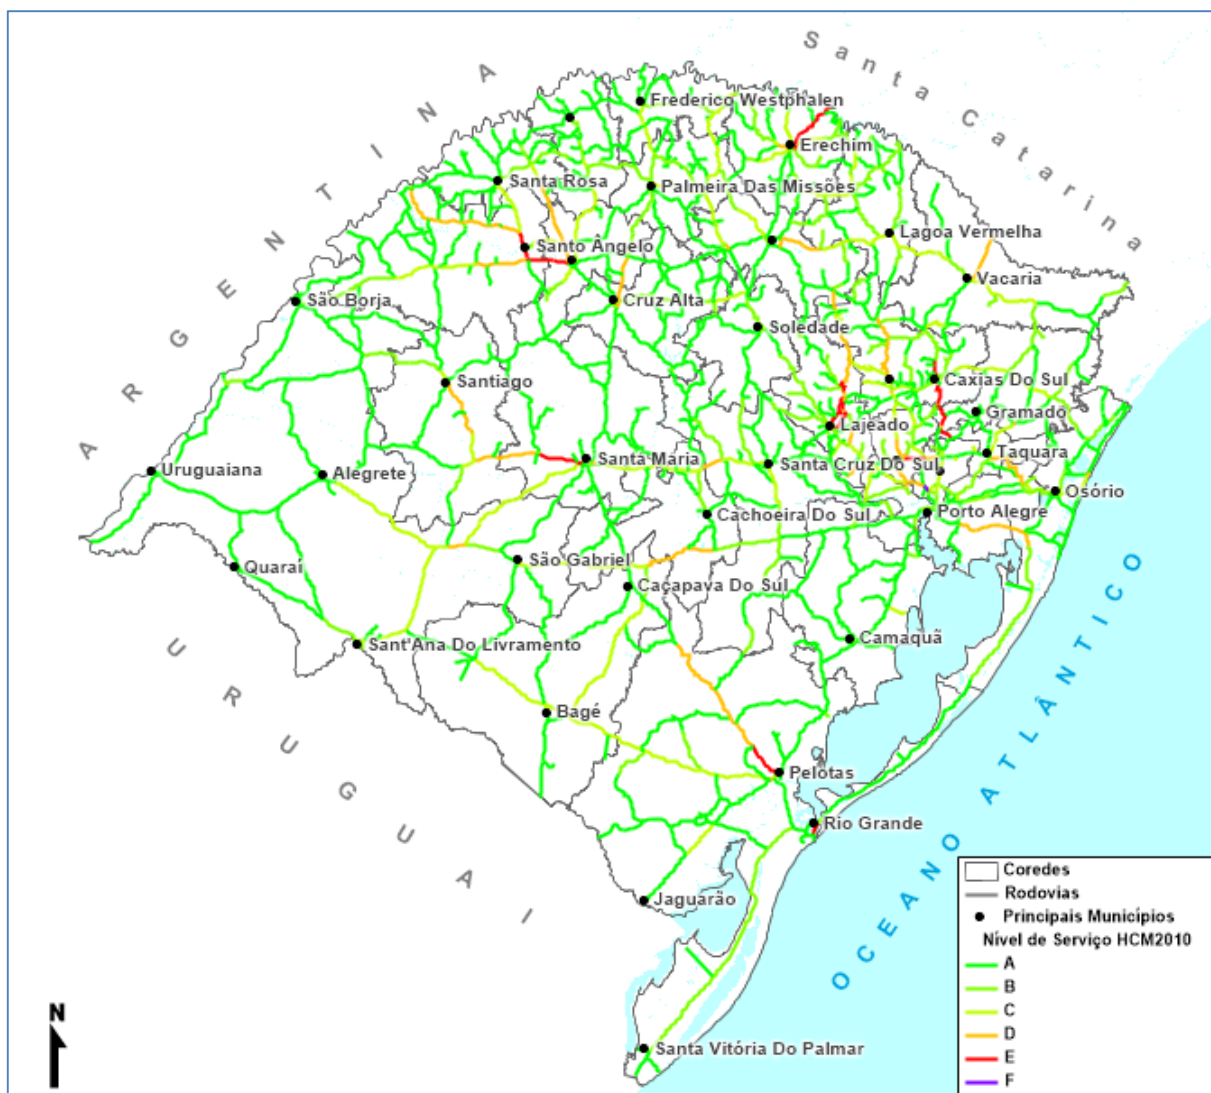 Santa Catarina
ARGENTINA
Frederico Westphalen
Erechim
Santa Rosa
Palmeira Das Missões
Lagoa Vermelha
Santo Ângelo
Vacaria
São Borja
Cruz Alta
Soledade
Santiago
Caxias Do Sul
Gramado
Lajeado
Taquara
Santa Maria
Santa Cruz Do Sul
Uruguaiana
Alegrete
Osório
Cachoeira Do Sul
Porto Alegre
São Gabriel
Quaraí
Caçapava Do Sul
Camaquã
Sant'Ana Do Livramento
URUGUAI
Bagé
OCEANO ATLÂNTICO
Pelotas
Rio Grande
Jaguarão
Santa Vitória Do Palmar
N
Coredes
Rodovias
Principais Municípios
Nível de Serviço HCM2010
A
B
C
D
E
F